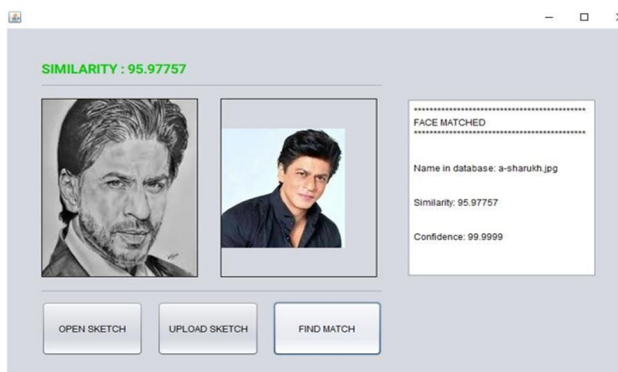 SIMILARITY : 95.97757
**********************************************
FACE MATCHED
**********************************************
Name in database: a-sharukh.jpg
Similarity: 95.97757
Confidence: 99.9999
OPEN SKETCH
UPLOAD SKETCH
FIND MATCH